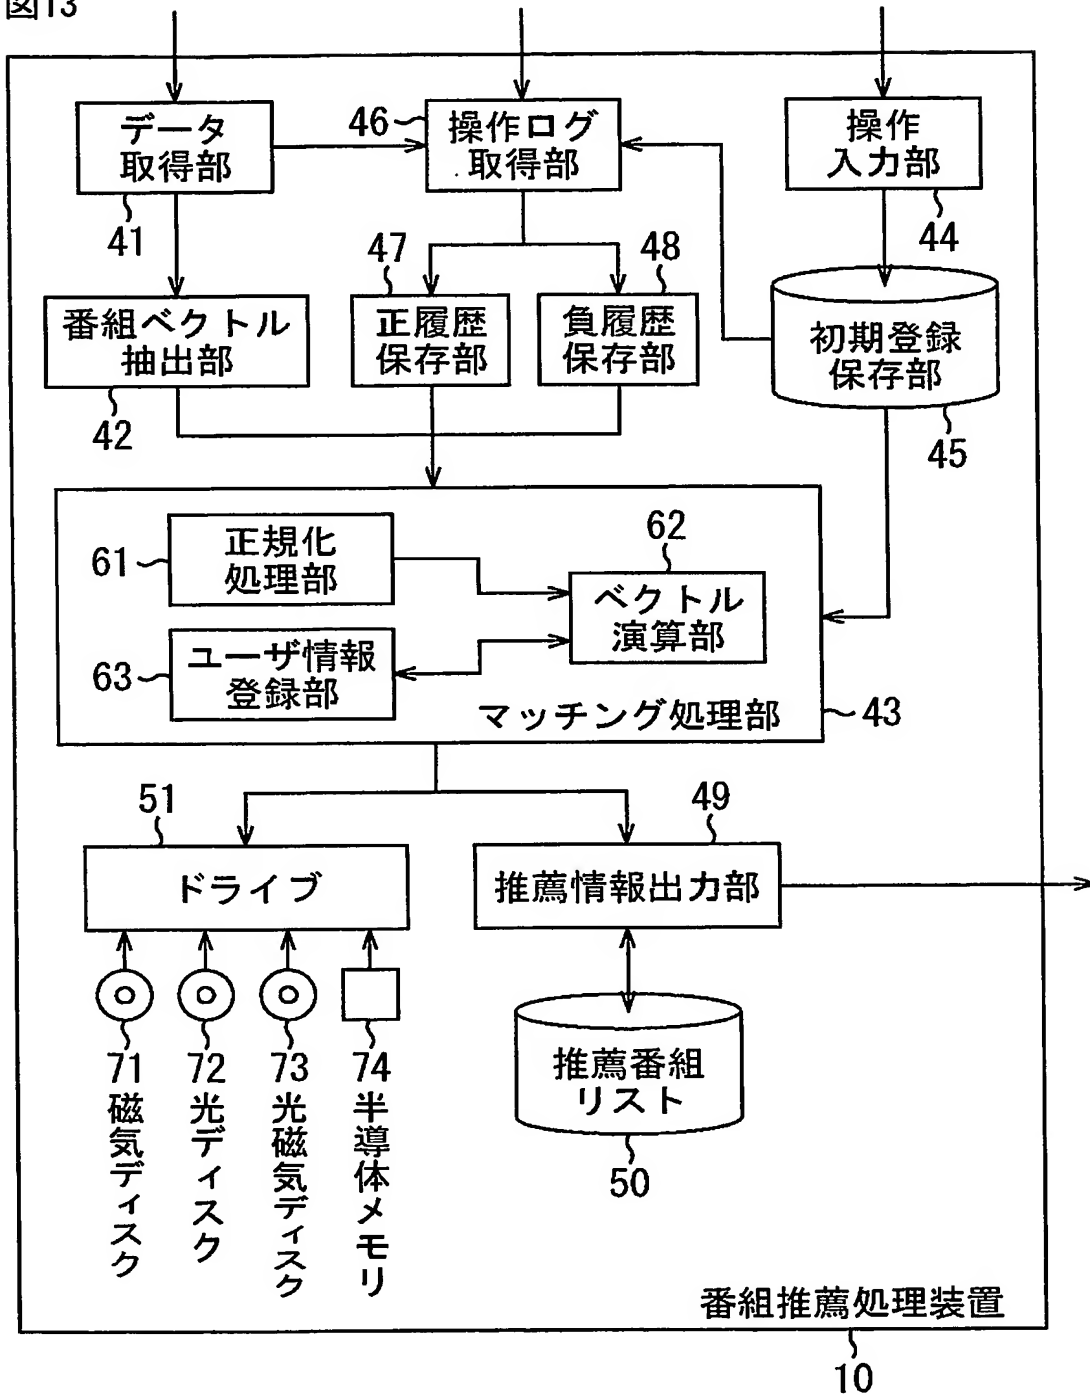 図13
データ
取得部
41
46
操作ログ
取得部
操作
入力部
44
47
48
番組ベクトル
抽出部
42
正履歴
保存部
負履歴
保存部
初期登録
保存部
45
61
正規化
処理部
62
ベクトル
演算部
63
ユーザ情報
登録部
マッチング処理部
43
51
ドライブ
49
推薦情報出力部
71
磁気ディスク
72
光ディスク
73
光磁気ディスク
74
半導体メモリ
推薦番組
リスト
50
番組推薦処理装置
10